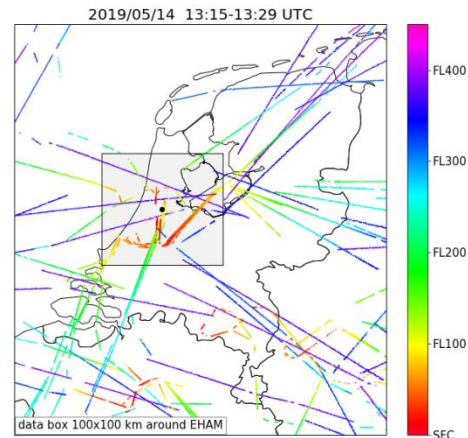 2019/05/14 13:15-13:29 UTC
FL400
FL300
FL200
FL100
SFC
data box 100x100 km around EHAM